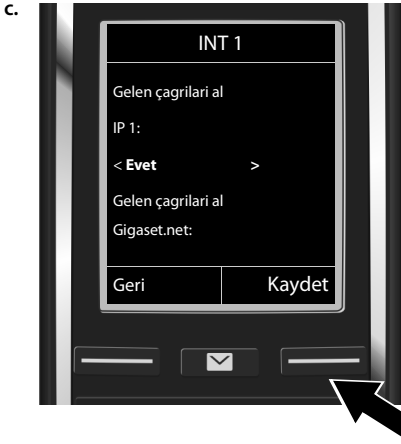 c.
INT 1
Gelen çagrilari al
IP 1:
< Evet >
Gelen çagrilari al
Gigaset.net:
Geri Kaydet